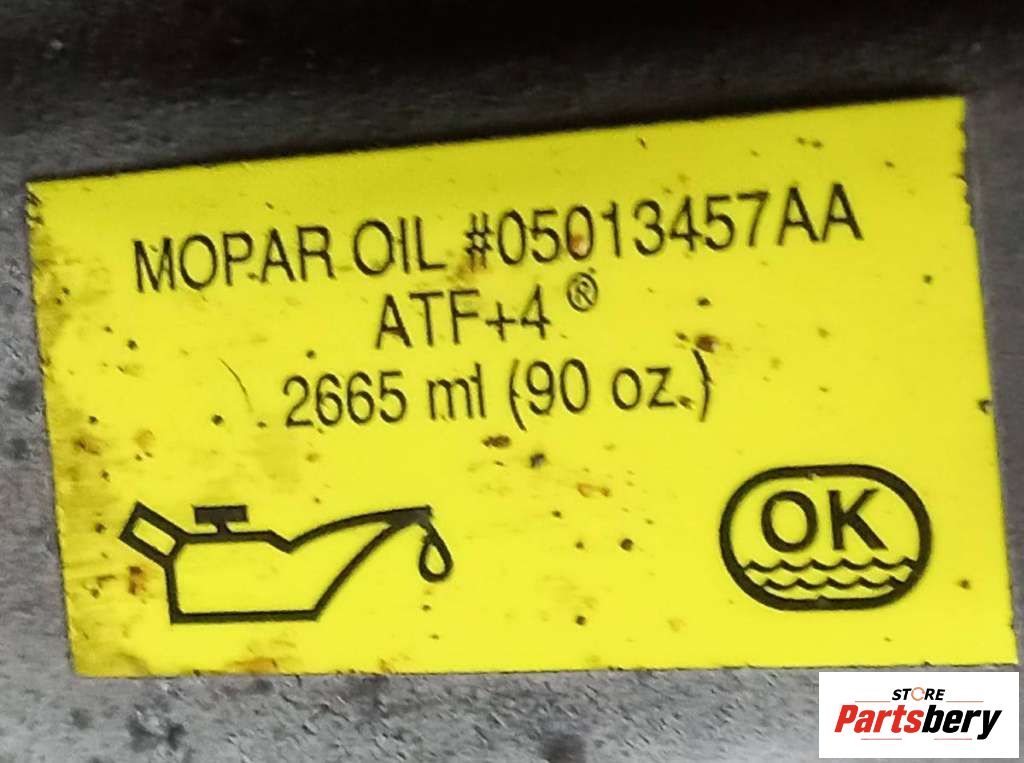 MOPAR OIL #05013457AA
ATF+4®
2665 ml (90 oz.)
OK
STORE
Partsbery